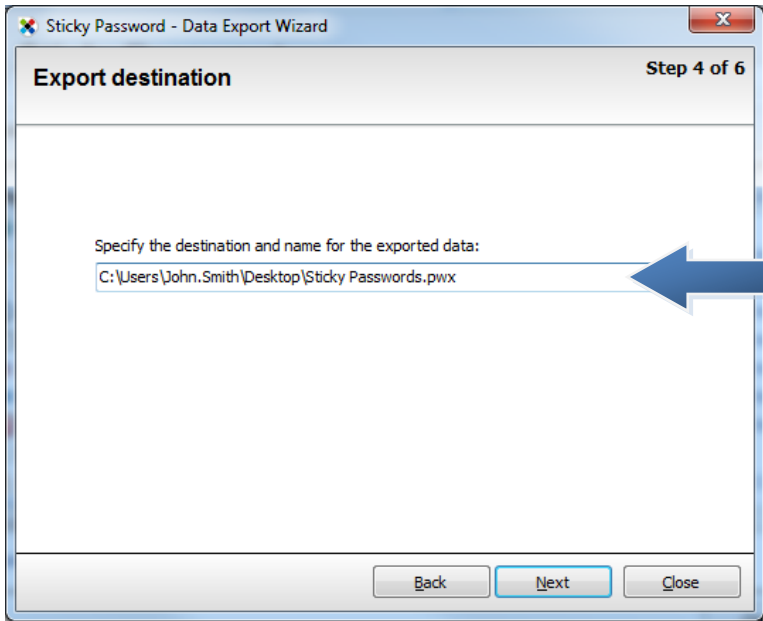 Sticky Password - Data Export Wizard
Export destination
Step 4 of 6
Specify the destination and name for the exported data:
C:\Users\John.Smith\Desktop\Sticky Passwords.pwx
Back
Next
Close